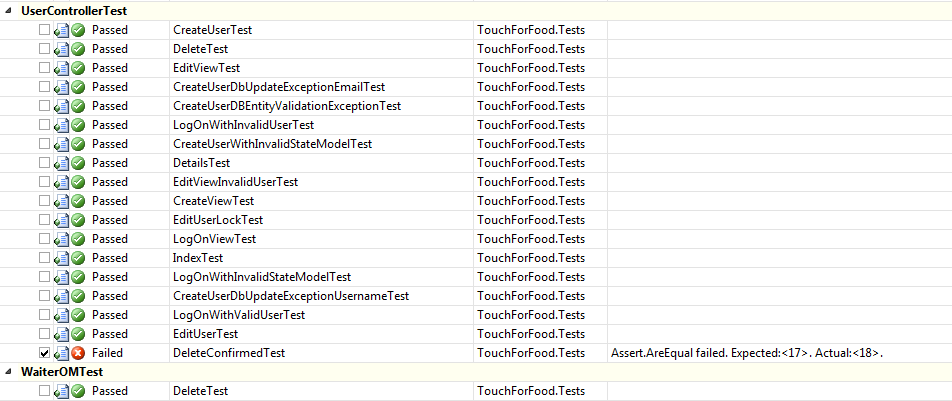 UserControllerTest
Passed CreateUserTest TouchForFood.Tests
Passed DeleteTest TouchForFood.Tests
Passed EditViewTest TouchForFood.Tests
Passed CreateUserDbUpdateExceptionEmailTest TouchForFood.Tests
Passed CreateUserDBEntityValidationExceptionTest TouchForFood.Tests
Passed LogOnWithInvalidUserTest TouchForFood.Tests
Passed CreateUserWithInvalidStateModelTest TouchForFood.Tests
Passed DetailsTest TouchForFood.Tests
Passed EditViewInvalidUserTest TouchForFood.Tests
Passed CreateViewTest TouchForFood.Tests
Passed EditUserLockTest TouchForFood.Tests
Passed LogOnViewTest TouchForFood.Tests
Passed IndexTest TouchForFood.Tests
Passed LogOnWithInvalidStateModelTest TouchForFood.Tests
Passed CreateUserDbUpdateExceptionUsernameTest TouchForFood.Tests
Passed LogOnWithValidUserTest TouchForFood.Tests
Passed EditUserTest TouchForFood.Tests
Failed DeleteConfirmedTest TouchForFood.Tests Assert.AreEqual failed. Expected:<17>. Actual:<18>.
WaiterOMTest
Passed DeleteTest TouchForFood.Tests